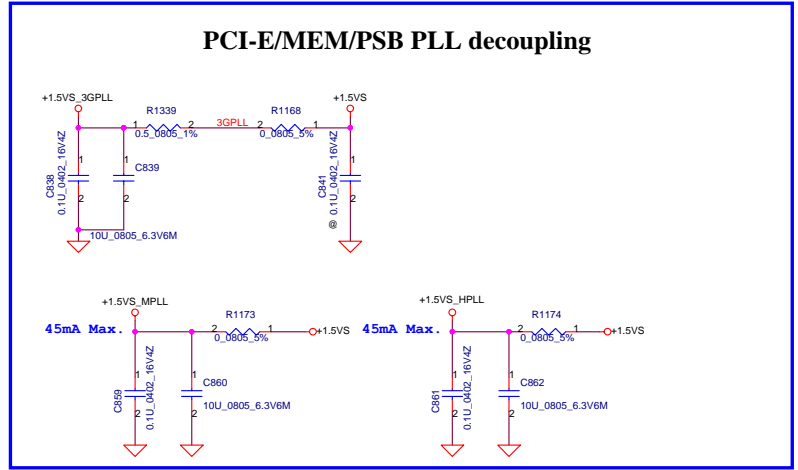 PCI-E/MEM/PSB PLL decoupling
+1.5VS_3GPLL
+1.5VS
R1339
R1168
1
2
3GPLL
2
1
0.5_0805_1%
0_0805_5%
C838
0.1U_0402_16V4Z
1
2
C839
1
2
10U_0805_6.3V6M
C841
0.1U_0402_16V4Z
@
1
2
+1.5VS_MPLL
45mA Max.
R1173
2
1
+1.5VS
0_0805_5%
C859
0.1U_0402_16V4Z
1
2
C860
1
2
10U_0805_6.3V6M
+1.5VS_HPLL
45mA Max.
R1174
2
1
+1.5VS
0_0805_5%
C861
0.1U_0402_16V4Z
1
2
C862
1
2
10U_0805_6.3V6M